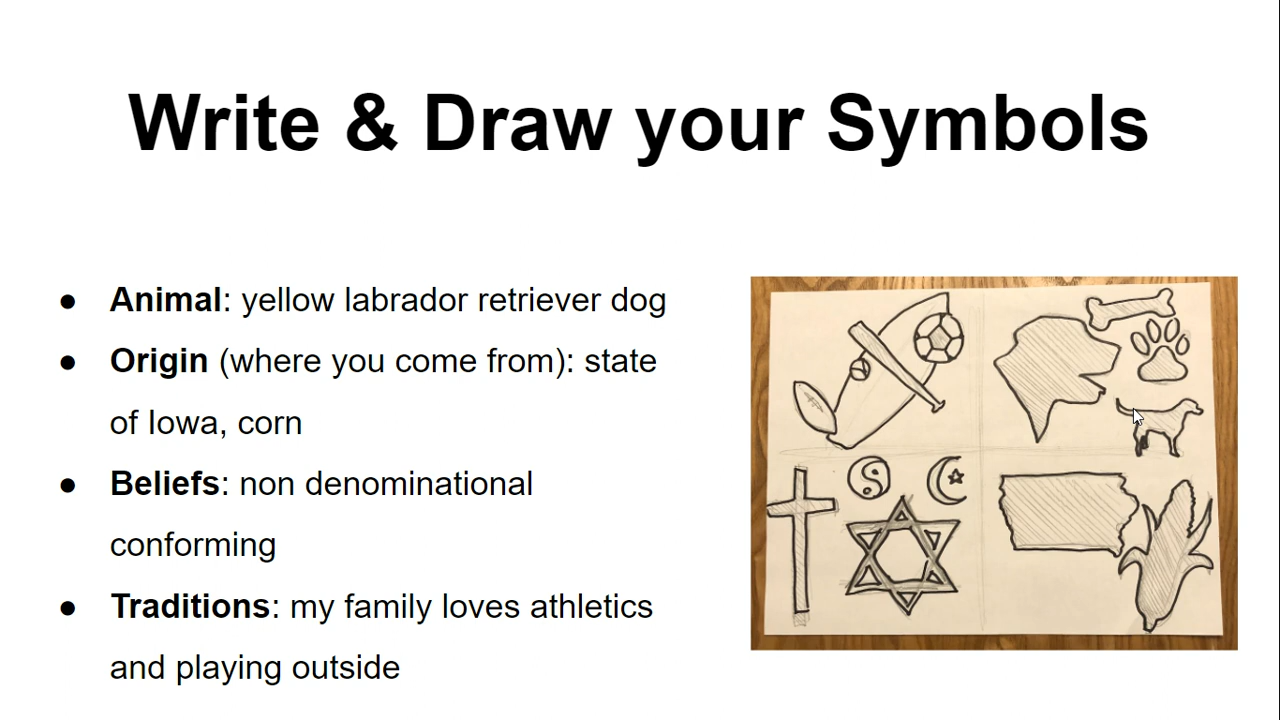 Write & Draw your Symbols
● Animal: yellow labrador retriever dog
● Origin (where you come from): state
of Iowa, corn
● Beliefs: non denominational
conforming
● Traditions: my family loves athletics
and playing outside